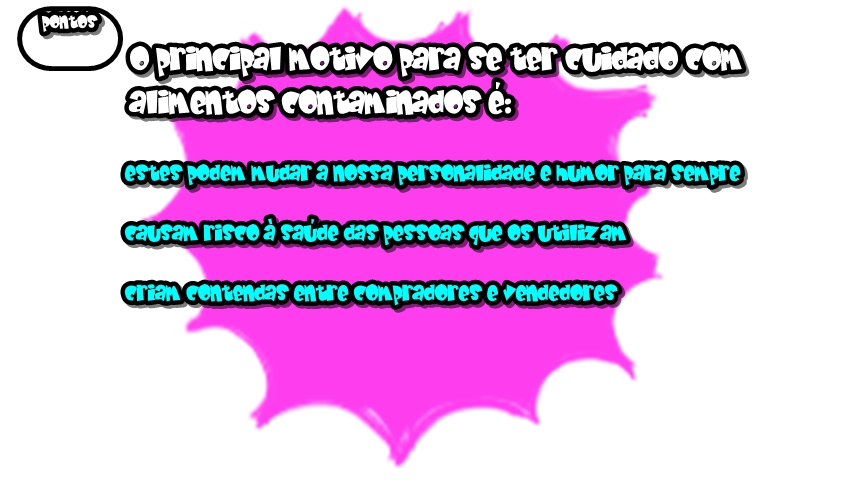 pontos
o principal motivo para se ter cuidado com
alimentos contaminados é:
estes podem mudar a nossa personalidade e humor para sempre
causam risco à saúde das pessoas que os utilizam
criam contendas entre compradores e vendedores